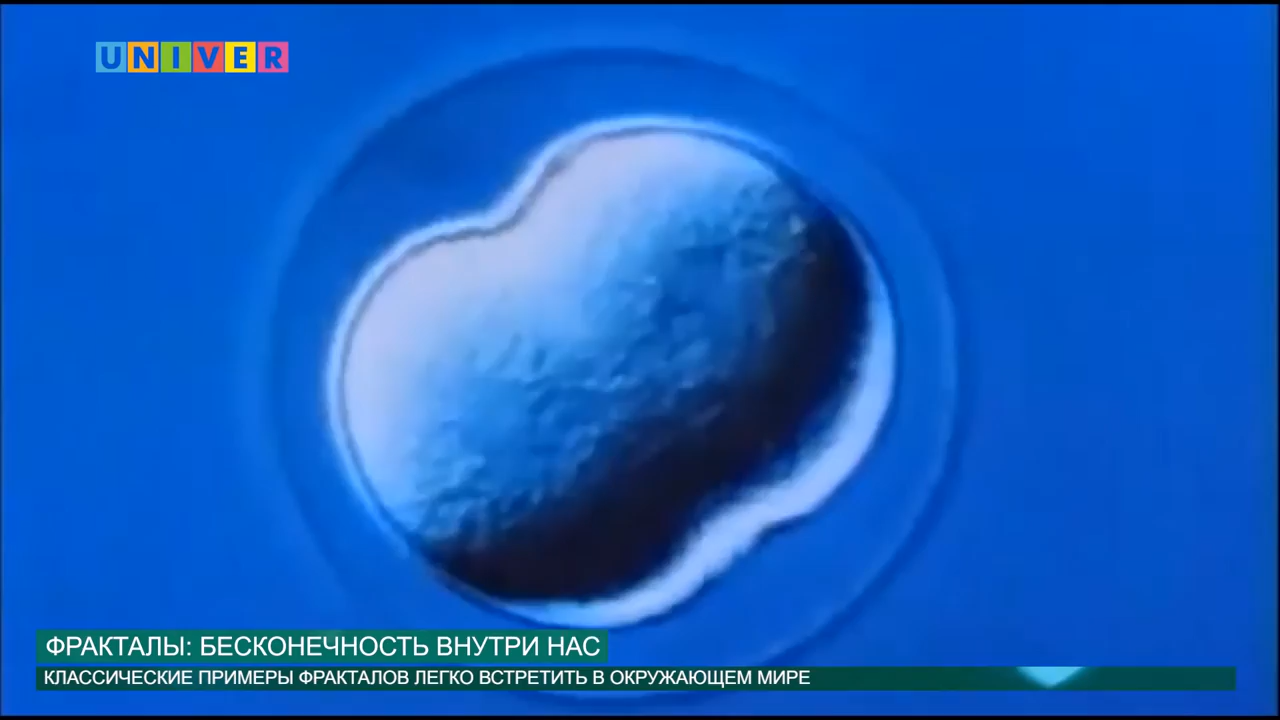 UNIVER
ФРАКТАЛЫ: БЕСКОНЕЧНОСТЬ ВНУТРИ НАС
КЛАССИЧЕСКИЕ ПРИМЕРЫ ФРАКТАЛОВ ЛЕГКО ВСТРЕТИТЬ В ОКРУЖАЮЩЕМ МИРЕ